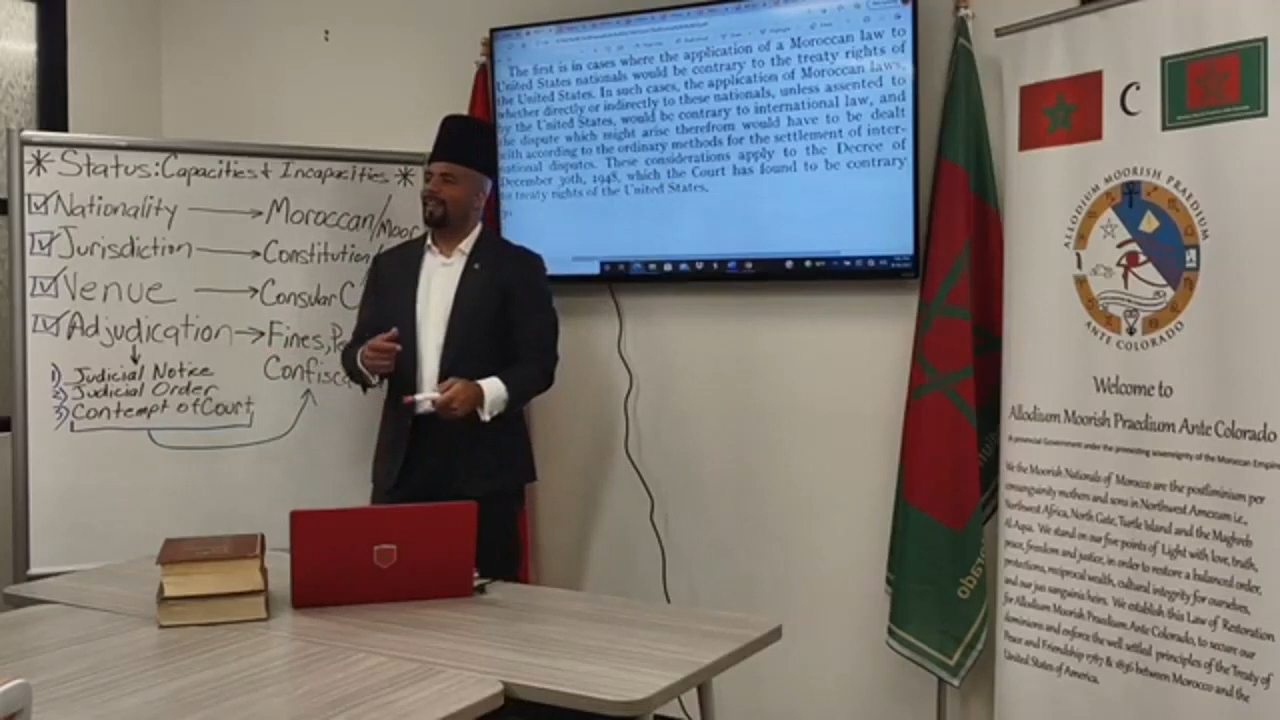 * Status: Capacities & Incapacities *
Nationality → Moroccan/Moor
Jurisdiction → Constitution/
Venue → Consular C
Adjudication → Fines, Pe
Confisca
1) Judicial Notice
2) Judicial Order
3) Contempt of Court
The first is in cases where the application of a Moroccan law to
United States nationals would be contrary to the treaty rights of
the United States. In such cases, the application of Moroccan laws,
whether directly or indirectly to these nationals, unless assented to
by the United States, would be contrary to international law, and
the dispute which might arise therefrom would have to be dealt
with according to the ordinary methods for the settlement of inter-
national disputes. These considerations apply to the Decree of
December 30th, 1948, which the Court has found to be contrary
to treaty rights of the United States.
ALLODIUM MOORISH PRAEDIUM
ANTE COLORADO
Welcome to
Allodium Moorish Praedium Ante Colorado
A provincial Government under the preexisting sovereignty of the Moroccan Empire
We the Moorish Nationals of Morocco are the postliminium per
consanguinity mothers and sons in Northwest Amexem i.e.,
Northwest Africa, North Gate, Turtle Island and the Maghreb
Al-Aqsa. We stand on our five points of Light with love, truth,
peace, freedom and justice, in order to restore a balanced order,
protections, reciprocal wealth, cultural integrity for ourselves,
and our jus sanguinis heirs. We establish this Law of Restoration
for Allodium Moorish Praedium Ante Colorado, to secure our
dominions and enforce the well settled principles of the Treaty of
Peace and Friendship 1787 & 1836 between Morocco and the
United States of America.